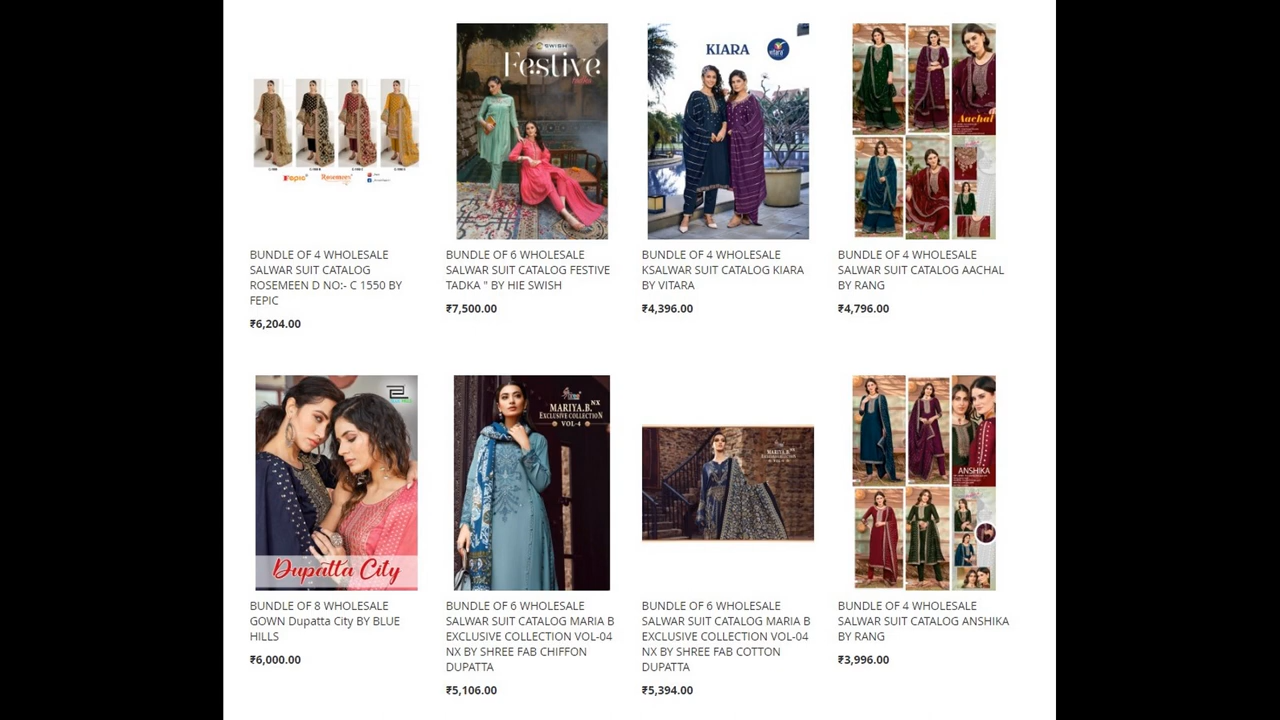 SWISH
Festive
KIARA
vitara
Aachal
Fepic
Rosemeen
BUNDLE OF 4 WHOLESALE
SALWAR SUIT CATALOG
ROSEMEEN D NO:- C 1550 BY
FEPIC
₹6,204.00
BUNDLE OF 6 WHOLESALE
SALWAR SUIT CATALOG FESTIVE
TADKA " BY HIE SWISH
₹7,500.00
BUNDLE OF 4 WHOLESALE
KSALWAR SUIT CATALOG KIARA
BY VITARA
₹4,396.00
BUNDLE OF 4 WHOLESALE
SALWAR SUIT CATALOG AACHAL
BY RANG
₹4,796.00
Dupatta City
MARIYA.B. NX
EXCLUSIVE COLLECTION
VOL-4
MARIYA.B.
ANSHIKA
BUNDLE OF 8 WHOLESALE
GOWN Dupatta City BY BLUE
HILLS
₹6,000.00
BUNDLE OF 6 WHOLESALE
SALWAR SUIT CATALOG MARIA B
EXCLUSIVE COLLECTION VOL-04
NX BY SHREE FAB CHIFFON
DUPATTA
₹5,106.00
BUNDLE OF 6 WHOLESALE
SALWAR SUIT CATALOG MARIA B
EXCLUSIVE COLLECTION VOL-04
NX BY SHREE FAB COTTON
DUPATTA
₹5,394.00
BUNDLE OF 4 WHOLESALE
SALWAR SUIT CATALOG ANSHIKA
BY RANG
₹3,996.00